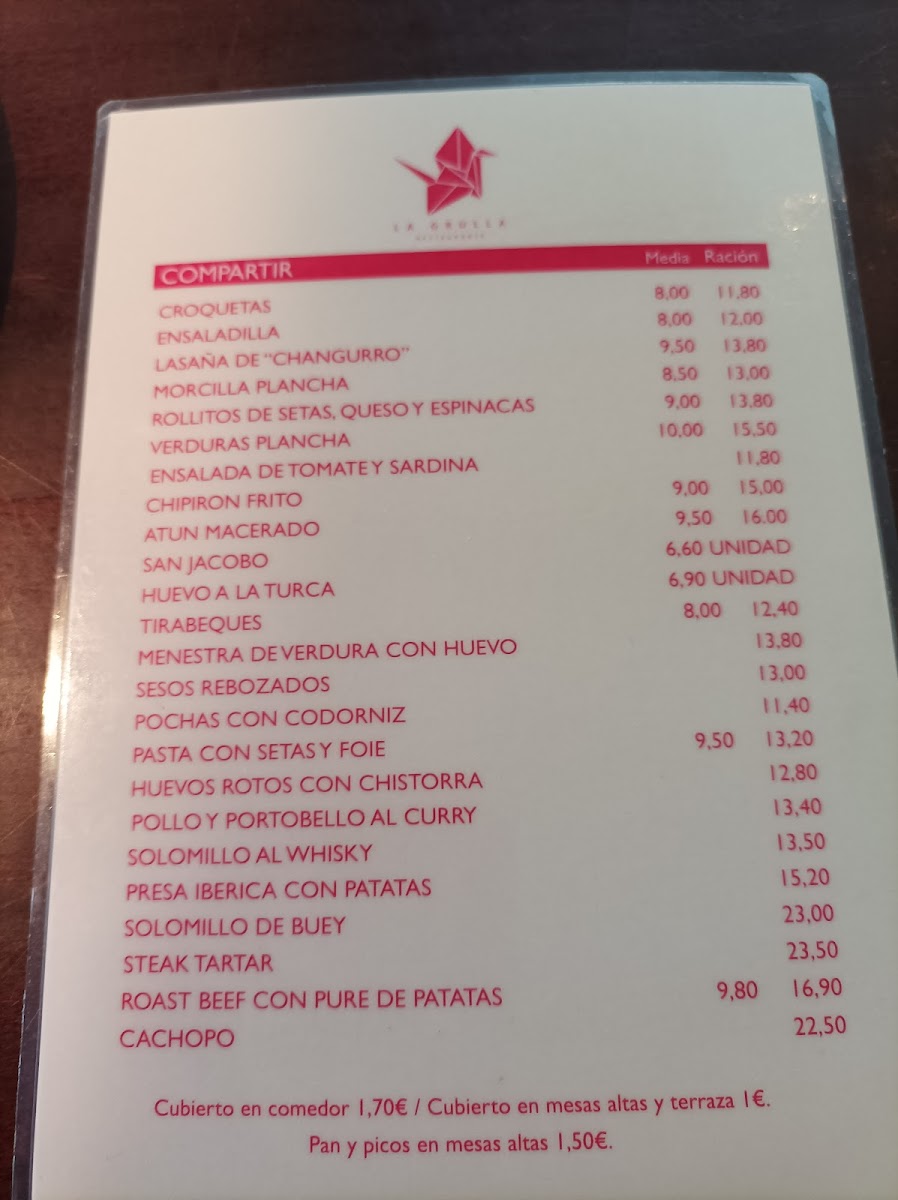 LA GRULLA
RESTAURANTE
COMPARTIR Media Ración
CROQUETAS 8,00 11,80
ENSALADILLA 8,00 12,00
LASAÑA DE “CHANGURRO” 9,50 13,80
MORCILLA PLANCHA 8,50 13,00
ROLLITOS DE SETAS, QUESO Y ESPINACAS 9,00 13,80
VERDURAS PLANCHA 10,00 15,50
ENSALADA DE TOMATE Y SARDINA 11,80
CHIPIRON FRITO 9,00 15,00
ATUN MACERADO 9,50 16.00
SAN JACOBO 6,60 UNIDAD
HUEVO A LA TURCA 6,90 UNIDAD
TIRABEQUES 8,00 12,40
MENESTRA DE VERDURA CON HUEVO 13,80
SESOS REBOZADOS 13,00
POCHAS CON CODORNIZ 11,40
PASTA CON SETAS Y FOIE 9,50 13,20
HUEVOS ROTOS CON CHISTORRA 12,80
POLLO Y PORTOBELLO AL CURRY 13,40
SOLOMILLO AL WHISKY 13,50
PRESA IBERICA CON PATATAS 15,20
SOLOMILLO DE BUEY 23,00
STEAK TARTAR 23,50
ROAST BEEF CON PURE DE PATATAS 9,80 16,90
CACHOPO 22,50
Cubierto en comedor 1,70€ / Cubierto en mesas altas y terraza 1€.
Pan y picos en mesas altas 1,50€.